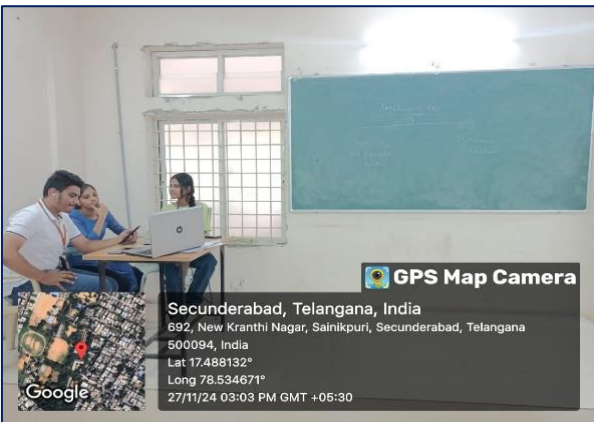 GPS Map Camera
Secunderabad, Telangana, India
692, New Kranthi Nagar, Sainikpuri, Secunderabad, Telangana
500094, India
Lat 17.488132°
Long 78.534671°
27/11/24 03:03 PM GMT +05:30
Google